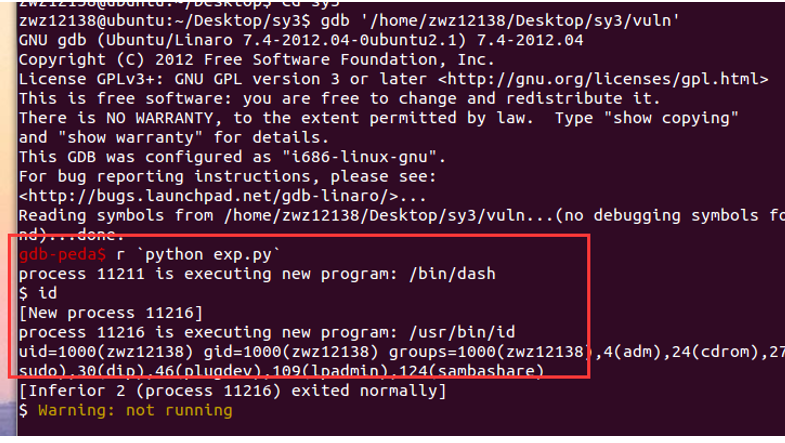 zwz12138@ubuntu:~/Desktop$ cd sy3
zwz12138@ubuntu:~/Desktop/sy3$ gdb '/home/zwz12138/Desktop/sy3/vuln'
GNU gdb (Ubuntu/Linaro 7.4-2012.04-0ubuntu2.1) 7.4-2012.04
Copyright (C) 2012 Free Software Foundation, Inc.
License GPLv3+: GNU GPL version 3 or later <http://gnu.org/licenses/gpl.html>
This is free software: you are free to change and redistribute it.
There is NO WARRANTY, to the extent permitted by law.  Type "show copying"
and "show warranty" for details.
This GDB was configured as "i686-linux-gnu".
For bug reporting instructions, please see:
<http://bugs.launchpad.net/gdb-linaro/>...
Reading symbols from /home/zwz12138/Desktop/sy3/vuln...(no debugging symbols fo
nd)...done.
gdb-peda$ r `python exp.py`
process 11211 is executing new program: /bin/dash
$ id
[New process 11216]
process 11216 is executing new program: /usr/bin/id
uid=1000(zwz12138) gid=1000(zwz12138) groups=1000(zwz12138),4(adm),24(cdrom),27
sudo),30(dip),46(plugdev),109(lpadmin),124(sambashare)
[Inferior 2 (process 11216) exited normally]
$ Warning: not running